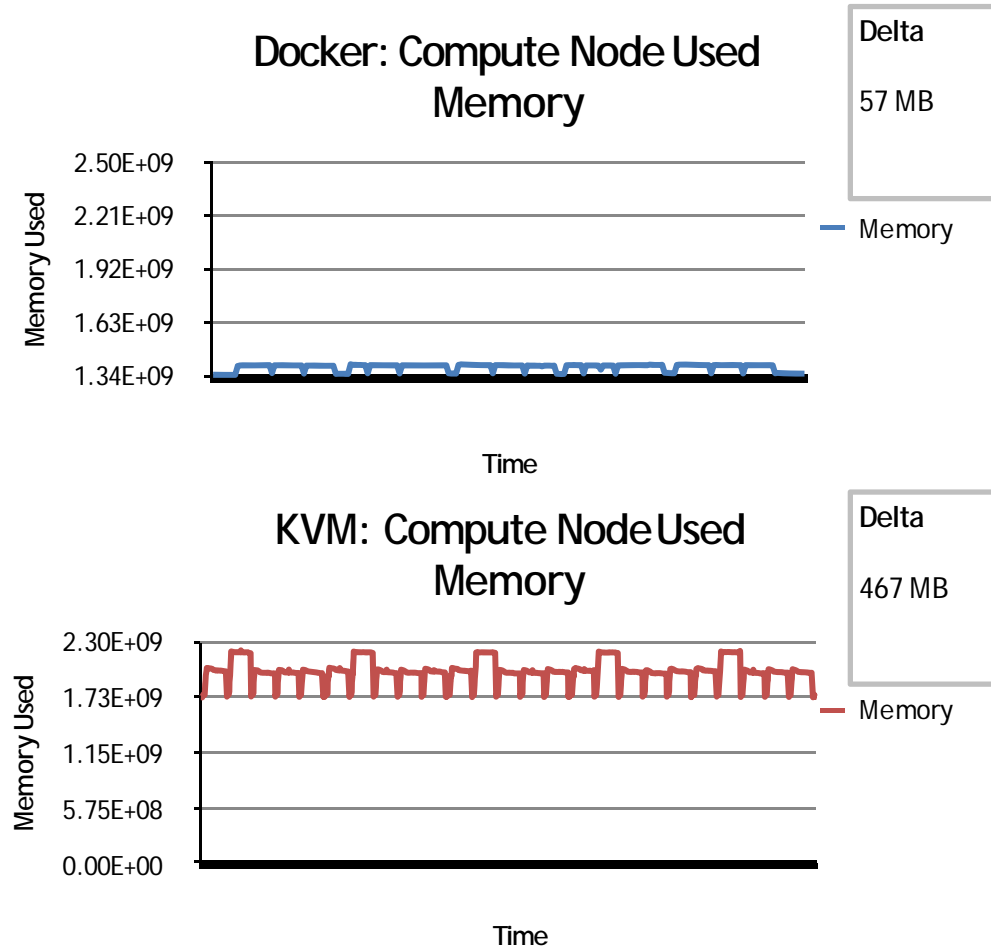 Docker: Compute Node Used
Memory
Delta
57 MB
Memory
Memory Used
2.50E+09
2.21E+09
1.92E+09
1.63E+09
1.34E+09
Time
KVM: Compute Node Used
Memory
Delta
467 MB
Memory
Memory Used
2.30E+09
1.73E+09
1.15E+09
5.75E+08
0.00E+00
Time